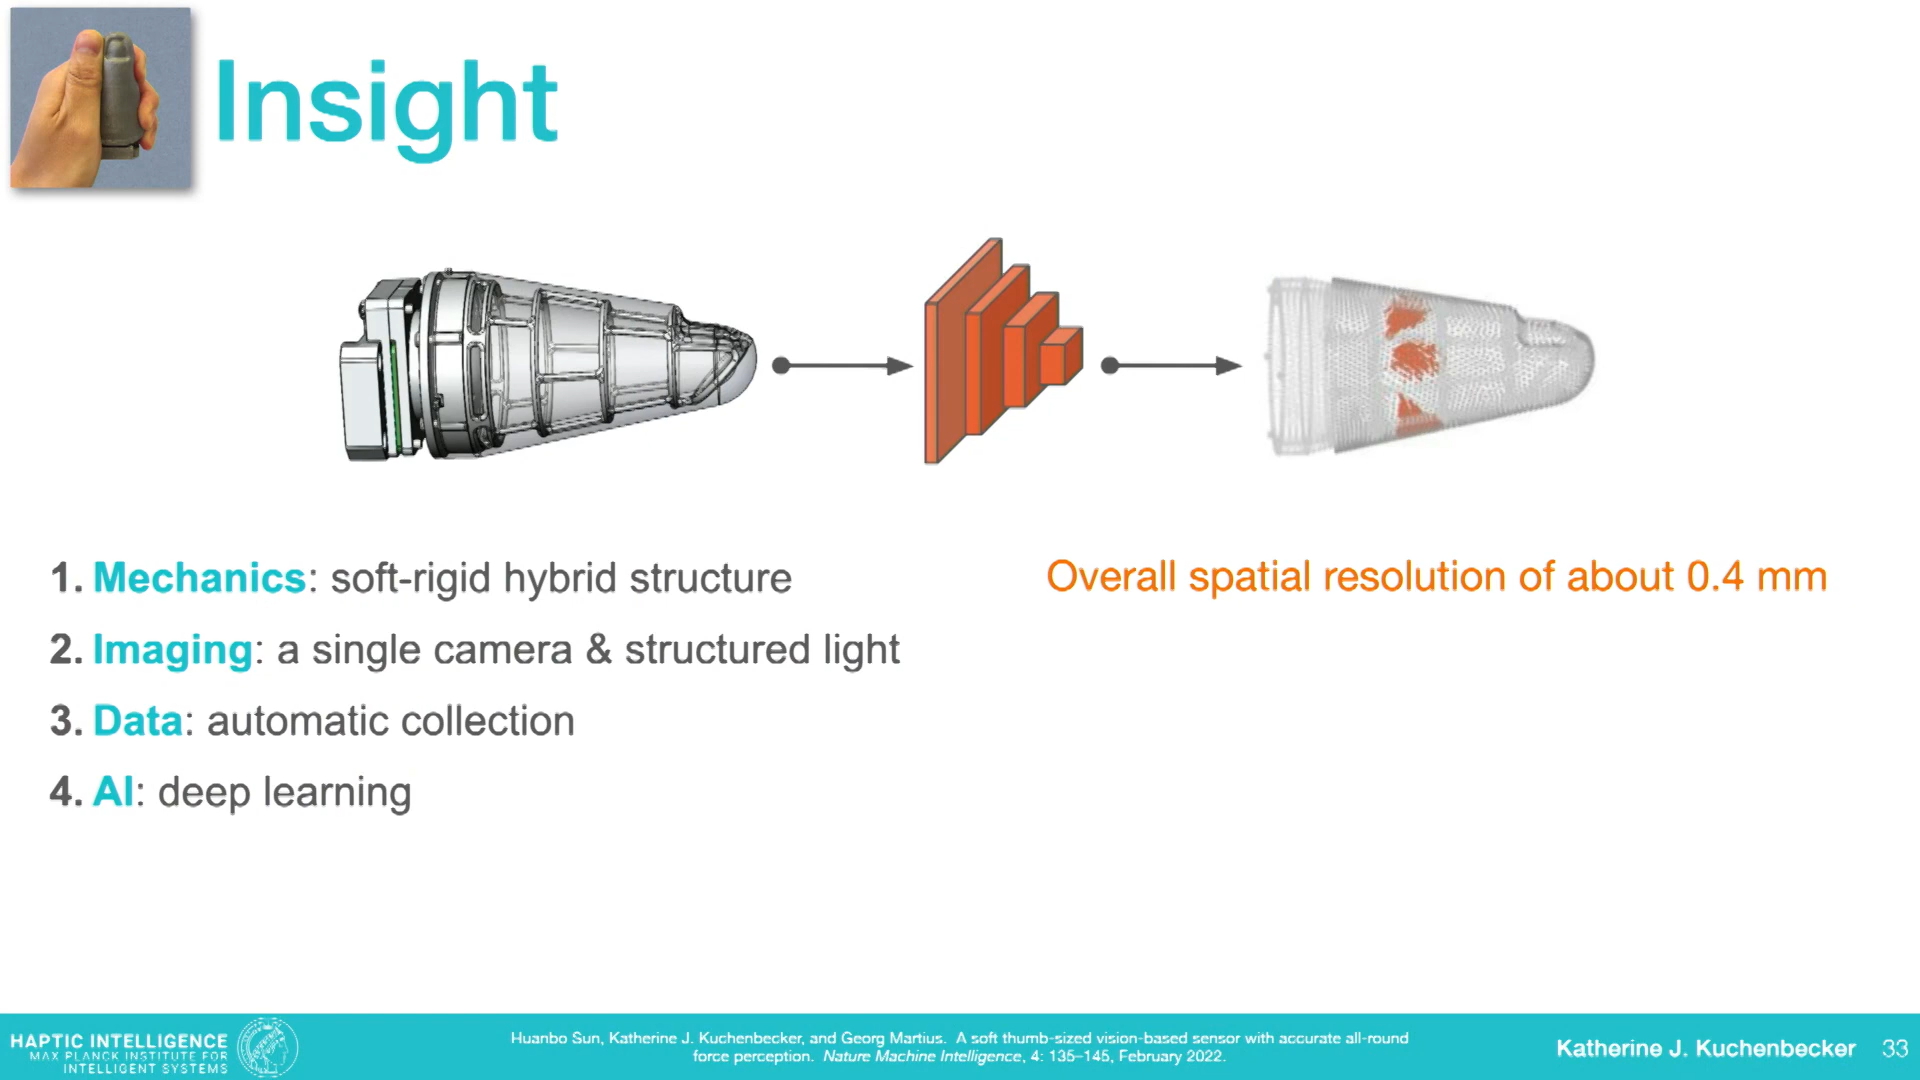 Insight
1. Mechanics: soft-rigid hybrid structure
2. Imaging: a single camera & structured light
3. Data: automatic collection
4. AI: deep learning
Overall spatial resolution of about 0.4 mm
HAPTIC INTELLIGENCE
MAX PLANCK INSTITUTE FOR
INTELLIGENT SYSTEMS
Huanbo Sun, Katherine J. Kuchenbecker, and Georg Martius. A soft thumb-sized vision-based sensor with accurate all-round
force perception. Nature Machine Intelligence, 4: 135–145, February 2022.
Katherine J. Kuchenbecker 33